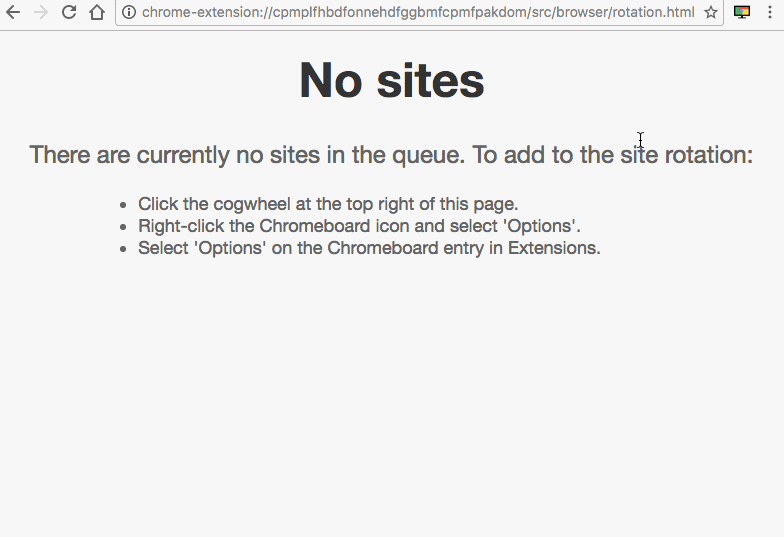 chrome-extension://cpmplfhbdfonnehdfggbmfcpmfpakdom/src/browser/rotation.html
No sites
There are currently no sites in the queue. To add to the site rotation:
Click the cogwheel at the top right of this page.
Right-click the Chromeboard icon and select 'Options'.
Select 'Options' on the Chromeboard entry in Extensions.